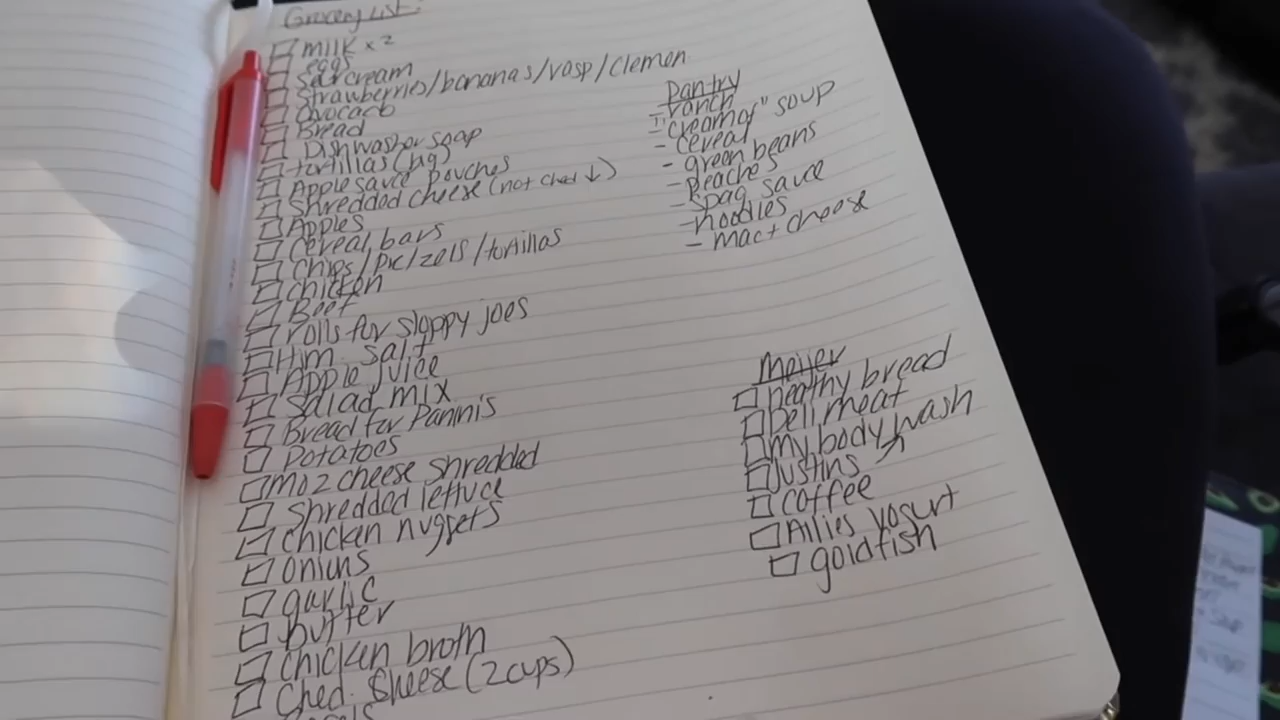 Grocery List:
milk x2
eggs
Sourcream
Strawberries/bananas/rasp/clemen
avocado
Bread
Dishwasher soap
tortillas (lrg)
Apple sauce pouches
Shredded cheese (not ched ↓)
Apples
Cereal bars
Chips/pretzels/tortillas
chicken
Beef
rolls for sloppy joes
Him. salt
Apple juice
Salad mix
Bread for Paninis
Potatoes
Moz cheese shredded
Shredded lettuce
Chicken nuggets
onions
garlic
butter
Chicken broth
Ched. Cheese (2 cups)
Pantry
- ranch
- "cream of" soup
- cereal
- green beans
- peaches
- spag sauce
- noodles
- mac + cheese
Meijer
healthy bread
Deli meat
my body wash
Justins ↗
coffee
Allies yogurt
goldfish